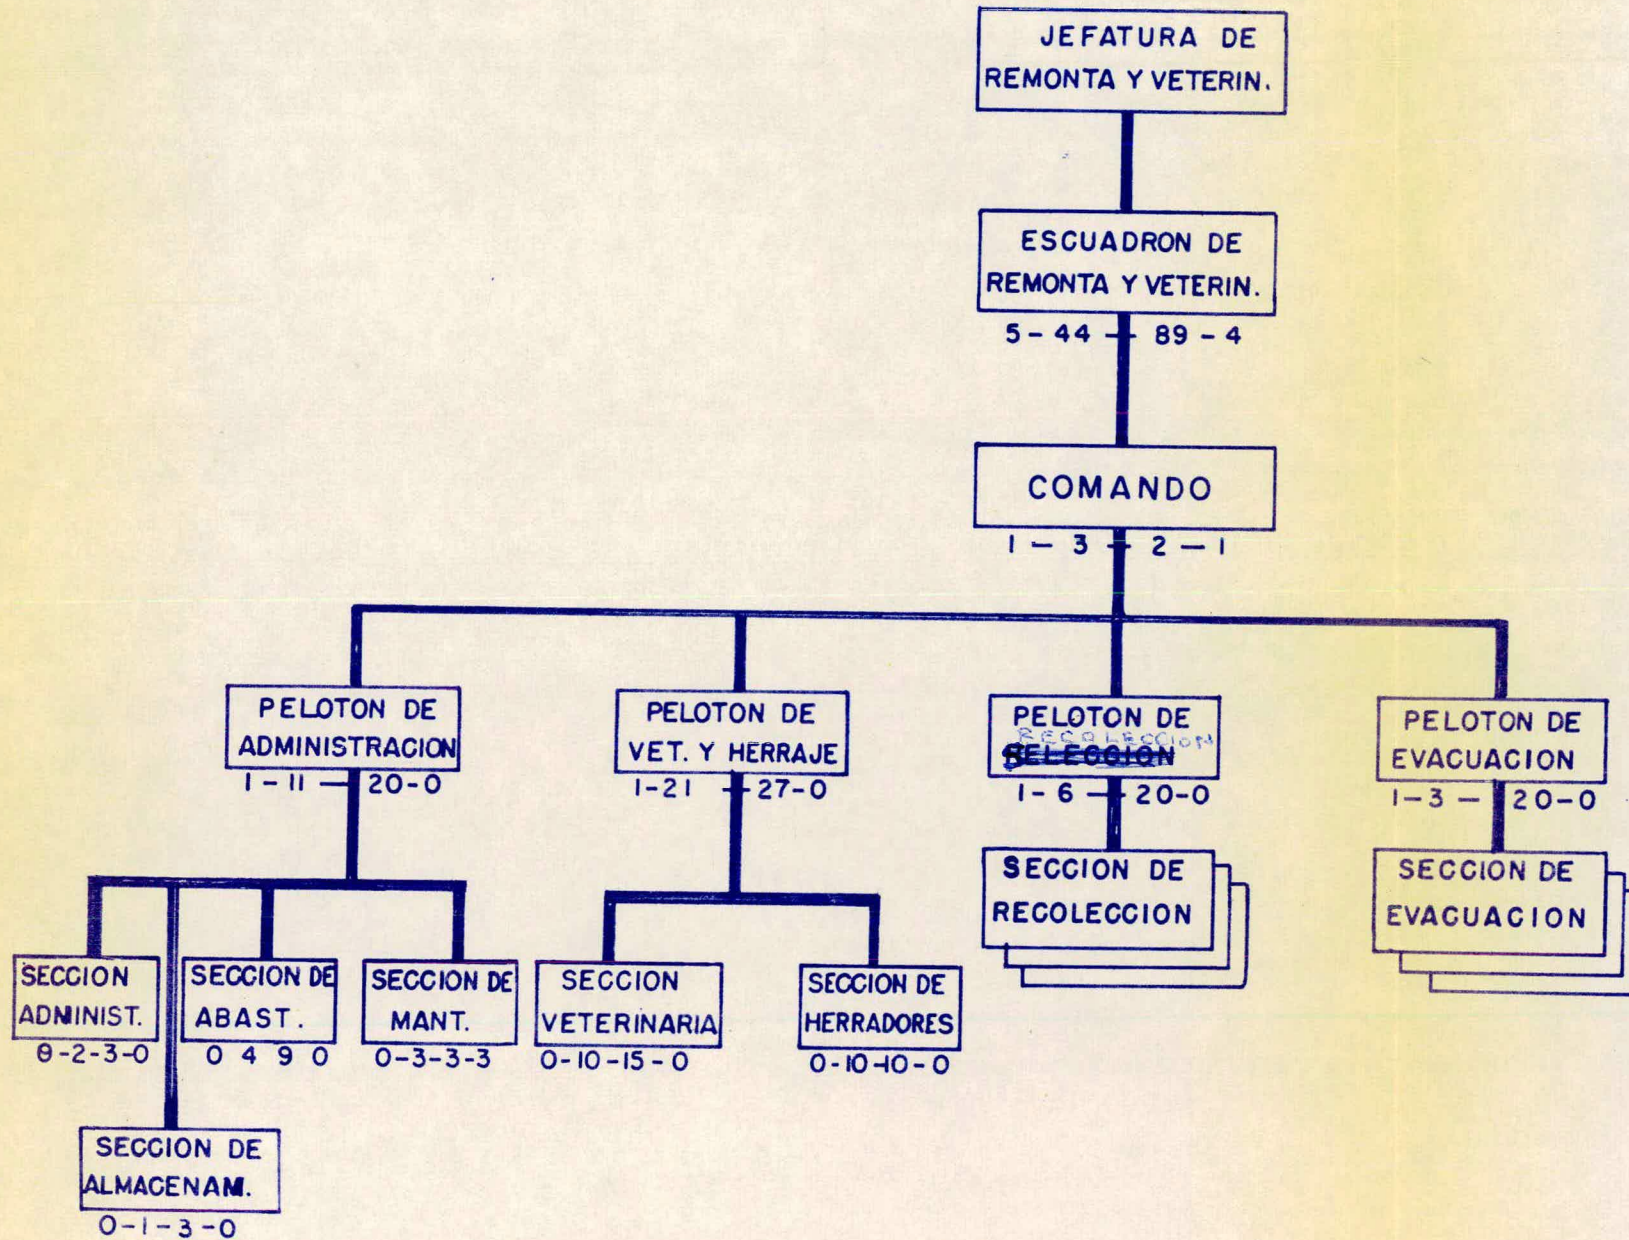 JEFATURA DE
REMONTA Y VETERIN.
ESCUADRON DE
REMONTA Y VETERIN.
5-44-89-4
COMANDO
1-3-2-1
PELOTON DE
ADMINISTRACION
1-11-20-0
PELOTON DE
VET. Y HERRAJE
1-21-27-0
PELOTON DE
RECOLECCION
SELECCION
1-6-20-0
PELOTON DE
EVACUACION
1-3-20-0
SECCION
ADMINIST.
0-2-3-0
SECCION DE
ABAST.
0 4 9 0
SECCION DE
MANT.
0-3-3-3
SECCION
VETERINARIA
0-10-15-0
SECCION DE
HERRADORES
0-10-10-0
SECCION DE
RECOLECCION
SECCION DE
EVACUACION
SECCION DE
ALMACENAM.
0-1-3-0